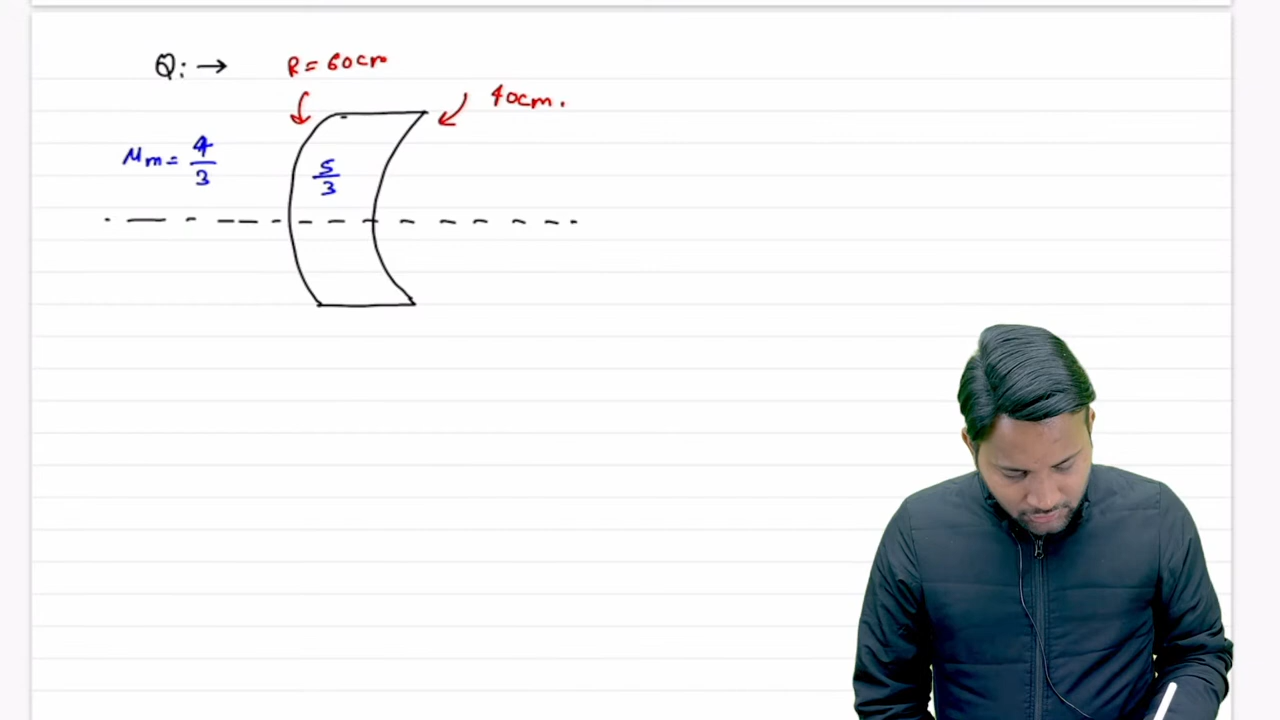 Q: → R = 60cm
40cm.
μm = 4/3
5/3